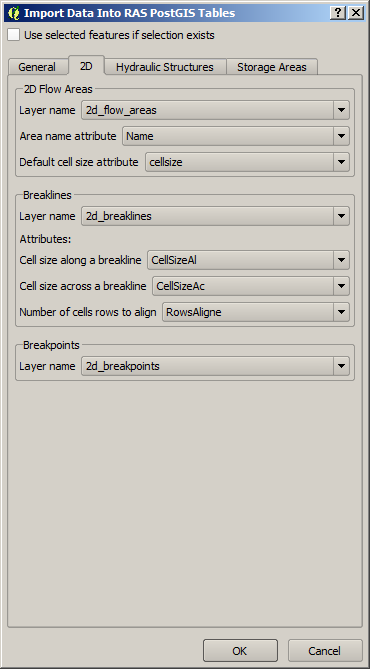 Import Data Into RAS PostGIS Tables
Use selected features if selection exists
General 2D Hydraulic Structures Storage Areas
2D Flow Areas
Layer name 2d_flow_areas
Area name attribute Name
Default cell size attribute cellsize
Breaklines
Layer name 2d_breaklines
Attributes:
Cell size along a breakline CellSizeAl
Cell size across a breakline CellSizeAc
Number of cells rows to align RowsAligne
Breakpoints
Layer name 2d_breakpoints
OK Cancel